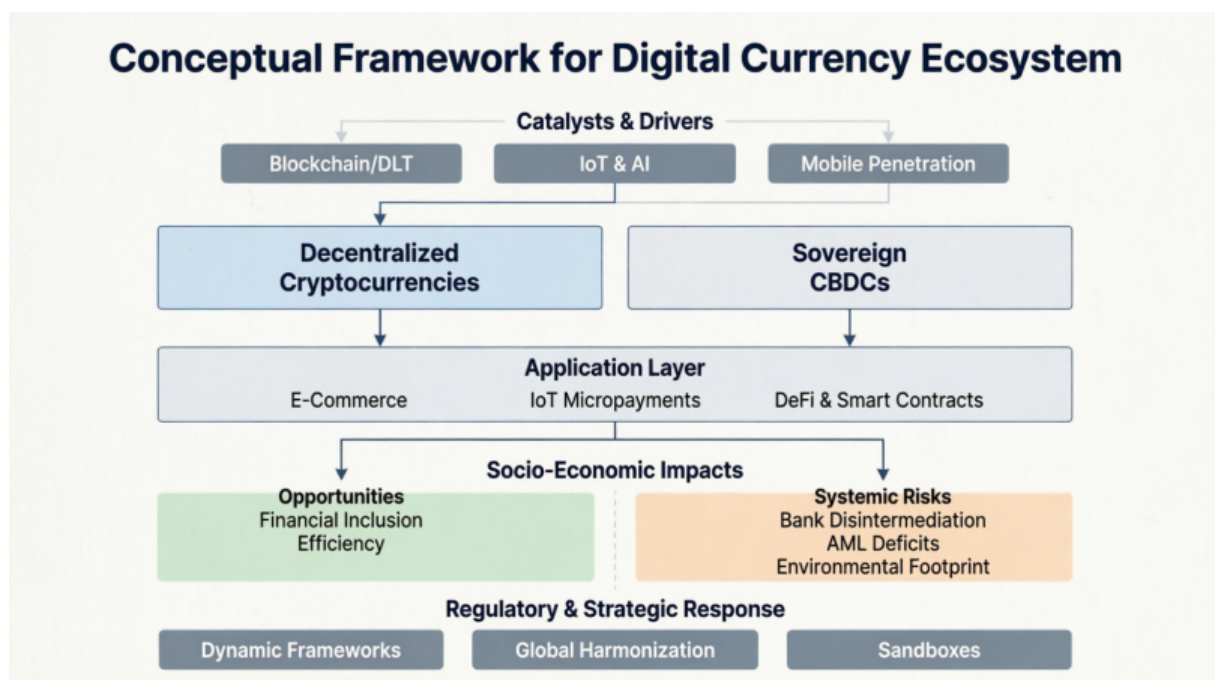 Conceptual Framework for Digital Currency Ecosystem
Catalysts & Drivers
Blockchain/DLT
IoT & AI
Mobile Penetration
Decentralized
Cryptocurrencies
Sovereign
CBDCs
Application Layer
E-Commerce
IoT Micropayments
DeFi & Smart Contracts
Socio-Economic Impacts
Opportunities
Financial Inclusion
Efficiency
Systemic Risks
Bank Disintermediation
AML Deficits
Environmental Footprint
Regulatory & Strategic Response
Dynamic Frameworks
Global Harmonization
Sandboxes